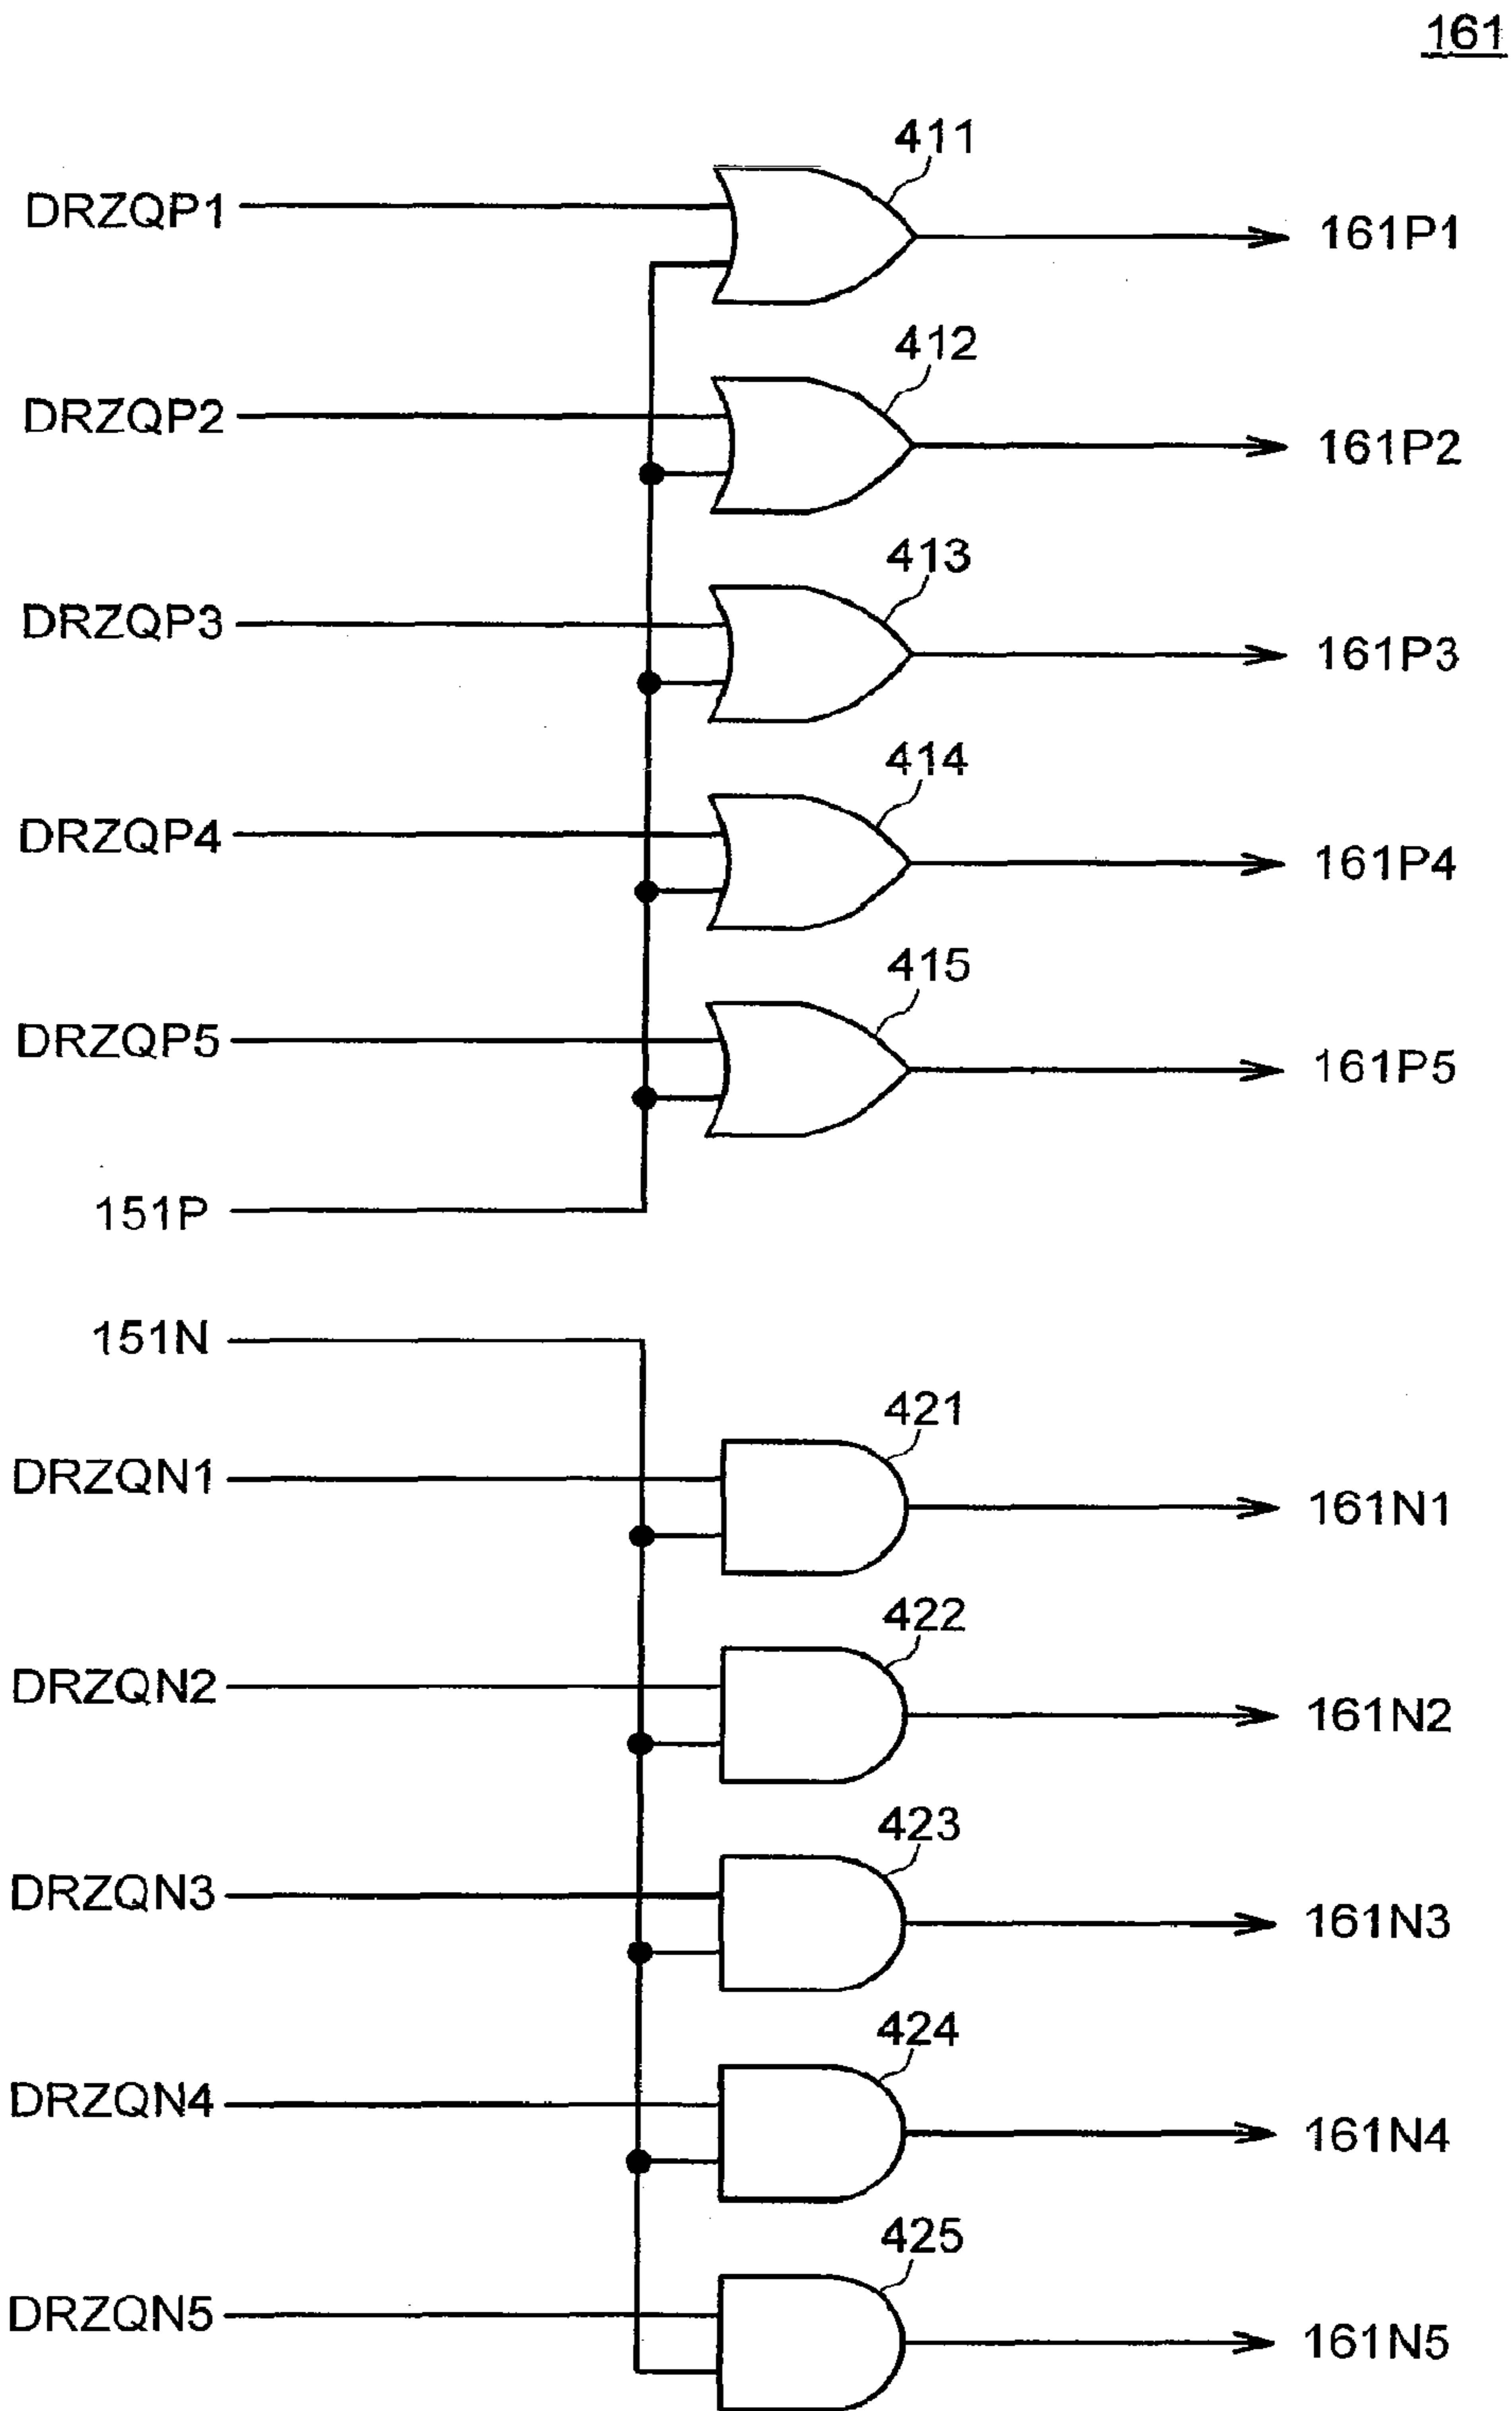 161
411
DRZQP1
161P1
412
DRZQP2
161P2
413
DRZQP3
161P3
414
DRZQP4
161P4
415
DRZQP5
161P5
151P
151N
421
DRZQN1
161N1
422
DRZQN2
161N2
423
DRZQN3
161N3
424
DRZQN4
161N4
425
DRZQN5
161N5